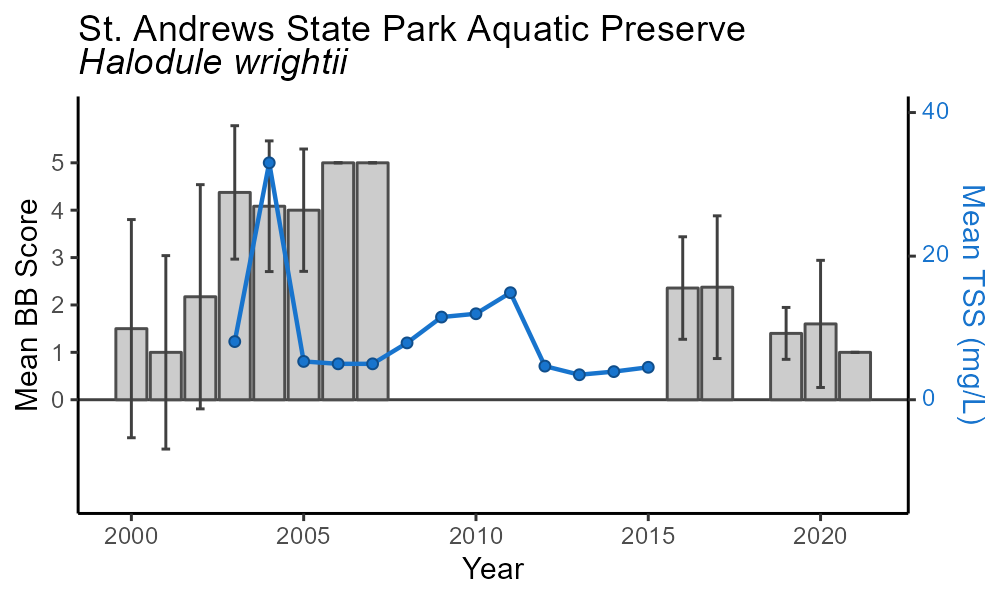 St. Andrews State Park Aquatic Preserve
Halodule wrightii
Mean BB Score
5
4
3
2
1
0
40
20
0
Mean TSS (mg/L)
2000
2005
2010
2015
2020
Year